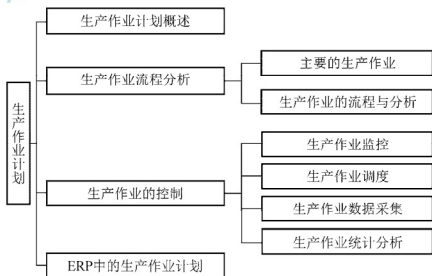 生产作业计划
生产作业计划概述
生产作业流程分析
主要的生产作业
生产作业的流程与分析
生产作业的控制
生产作业监控
生产作业调度
生产作业数据采集
生产作业统计分析
ERP中的生产作业计划